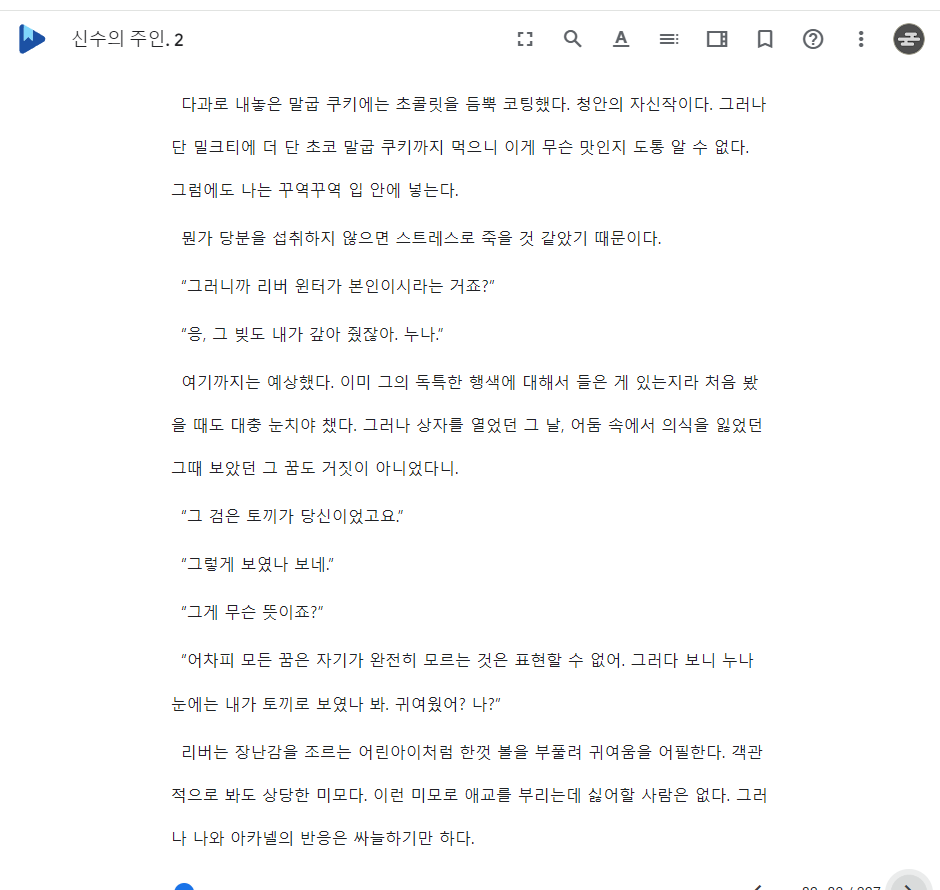 신수의 주인. 2
다과로 내놓은 말굽 쿠키에는 초콜릿을 듬뿍 코팅했다. 청안의 자신작이다. 그러나
단 밀크티에 더 단 초코 말굽 쿠키까지 먹으니 이게 무슨 맛인지 도통 알 수 없다.
그럼에도 나는 꾸역꾸역 입 안에 넣는다.
뭔가 당분을 섭취하지 않으면 스트레스로 죽을 것 같았기 때문이다.
“그러니까 리버 윈터가 본인이시라는 거죠?”
“응, 그 빚도 내가 갚아 줬잖아. 누나.”
여기까지는 예상했다. 이미 그의 독특한 행색에 대해서 들은 게 있는지라 처음 봤
을 때도 대충 눈치야 챘다. 그러나 상자를 열었던 그 날, 어둠 속에서 의식을 잃었던
그때 보았던 그 꿈도 거짓이 아니었다니.
“그 검은 토끼가 당신이었고요.”
“그렇게 보였나 보네.”
“그게 무슨 뜻이죠?”
“어차피 모든 꿈은 자기가 완전히 모르는 것은 표현할 수 없어. 그러다 보니 누나
눈에는 내가 토끼로 보였나 봐. 귀여웠어? 나?”
리버는 장난감을 조르는 어린아이처럼 한껏 볼을 부풀려 귀여움을 어필한다. 객관
적으로 봐도 상당한 미모다. 이런 미모로 애교를 부리는데 싫어할 사람은 없다. 그러
나 나와 아카넬의 반응은 싸늘하기만 하다.